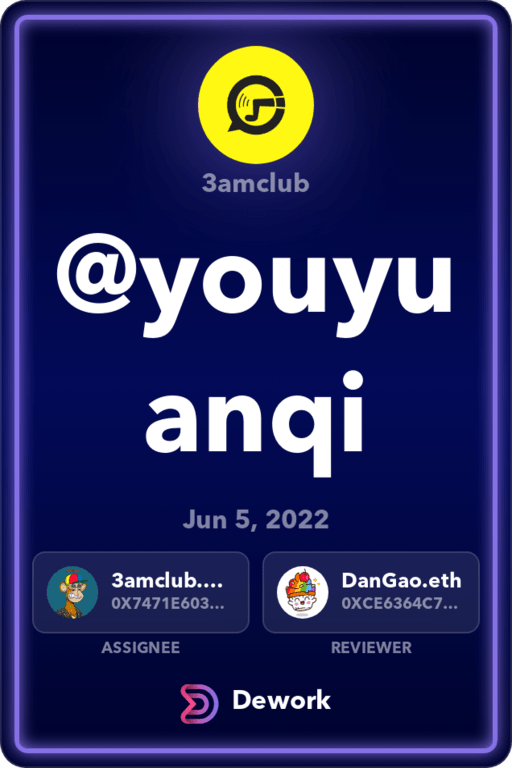 3amclub
@youyu
anqi
Jun 5, 2022
3amclub....
0X7471E603...
ASSIGNEE
DanGao.eth
0XCE6364C7...
REVIEWER
Dework